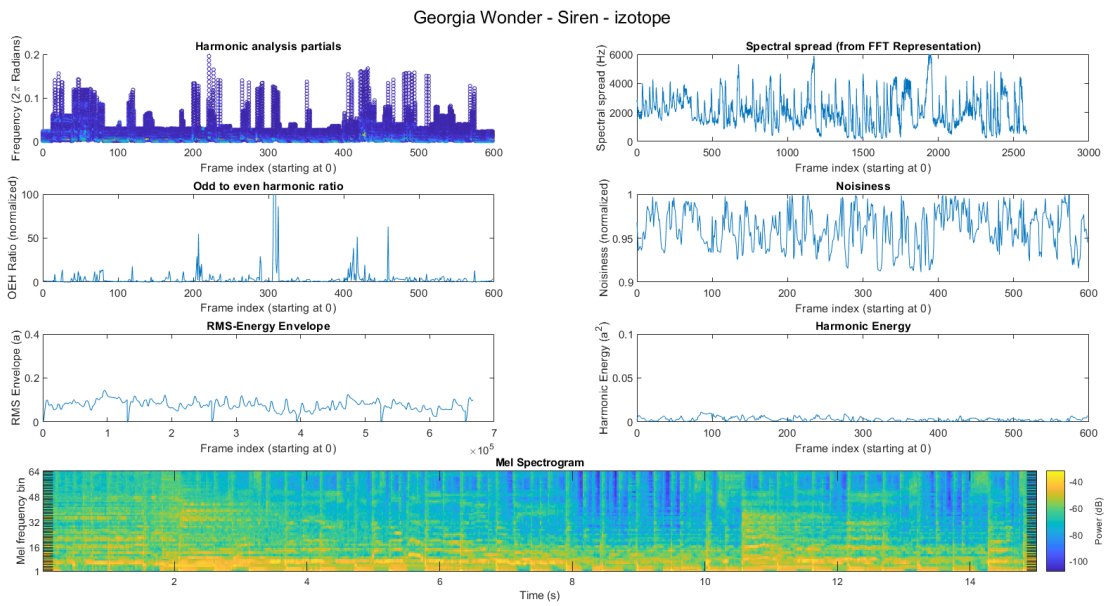 Georgia Wonder - Siren - izotope
Harmonic analysis partials
Frequency (2π Radians)
0.2
0.1
0
0 100 200 300 400 500 600
Frame index (starting at 0)
Spectral spread (from FFT Representation)
Spectral spread (Hz)
6000
4000
2000
0
0 500 1000 1500 2000 2500 3000
Frame index (starting at 0)
Odd to even harmonic ratio
OEH Ratio (normalized)
100
50
0
0 100 200 300 400 500 600
Frame index (starting at 0)
Noisiness
Noisiness (normalized)
1
0.95
0.9
0 100 200 300 400 500 600
Frame index (starting at 0)
RMS-Energy Envelope
RMS Envelope (a)
0.4
0.2
0
0 1 2 3 4 5 6 7
×10⁵
Frame index (starting at 0)
Harmonic Energy
Harmonic Energy (a²)
0.1
0.05
0
0 100 200 300 400 500 600
Frame index (starting at 0)
Mel Spectrogram
Mel frequency bin
64
48
32
16
1
2 4 6 8 10 12 14
Time (s)
-40
-60
-80
-100
Power (dB)